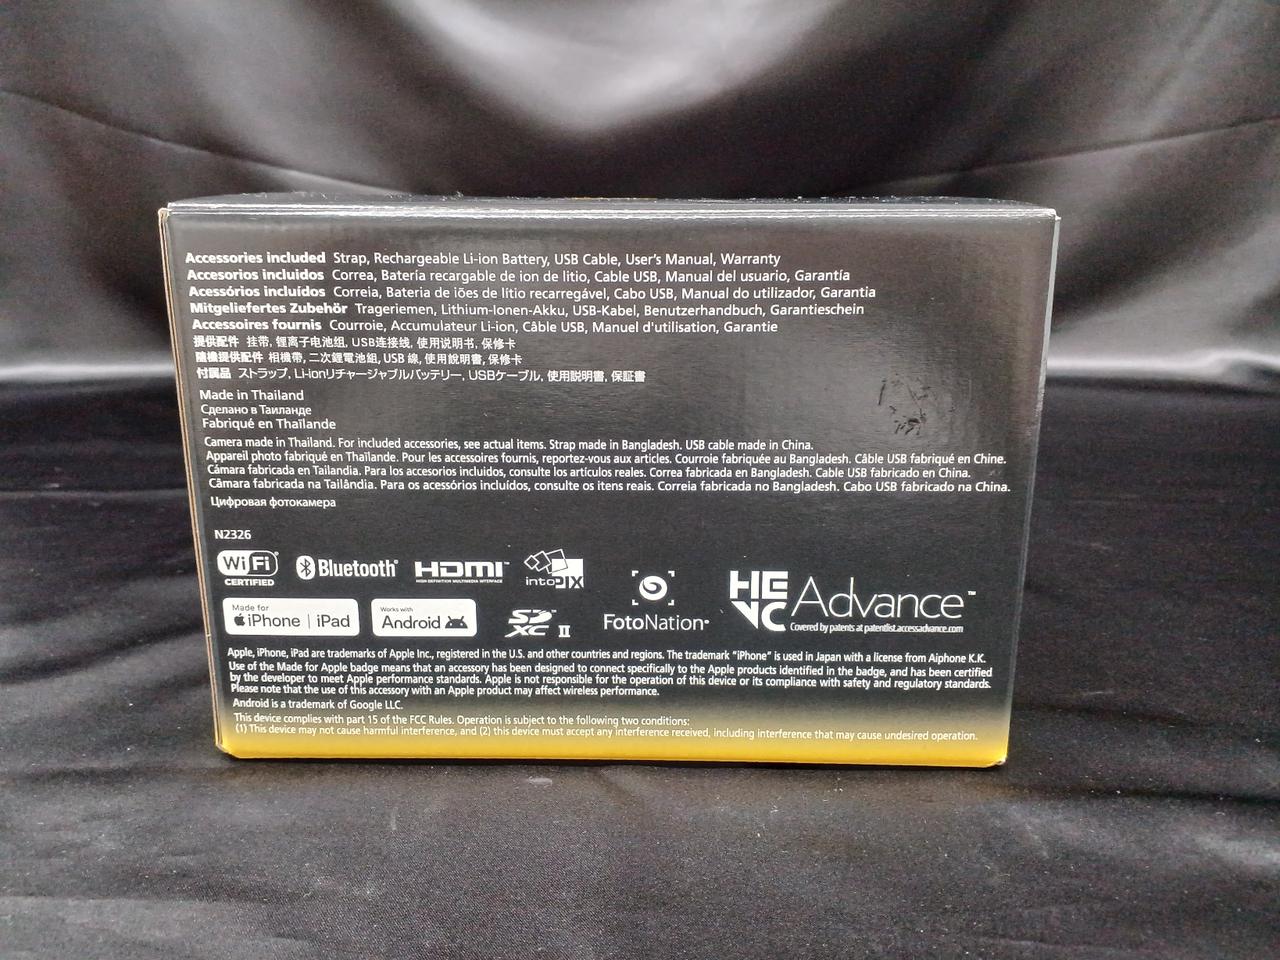 Accessories included Strap, Rechargeable Li-ion Battery, USB Cable, User's Manual, Warranty
Accesorios incluidos Correa, Batería recargable de ion de litio, Cable USB, Manual del usuario, Garantía
Acessórios incluídos Correia, Bateria de iões de lítio recarregável, Cabo USB, Manual do utilizador, Garantia
Mitgeliefertes Zubehör Trageriemen, Lithium-Ionen-Akku, USB-Kabel, Benutzerhandbuch, Garantieschein
Accessoires fournis Courroie, Accumulateur Li-ion, Câble USB, Manuel d'utilisation, Garantie
提供配件 挂带, 锂离子电池组, USB连接线, 使用说明书, 保修卡
隨機提供配件 相機帶, 二次鋰電池組, USB 線, 使用說明書, 保修卡
付属品 ストラップ, Li-ionリチャージャブルバッテリー, USBケーブル, 使用説明書, 保証書
Made in Thailand
Сделано в Таиланде
Fabriqué en Thaïlande
Camera made in Thailand. For included accessories, see actual items. Strap made in Bangladesh. USB cable made in China.
Appareil photo fabriqué en Thaïlande. Pour les accessoires fournis, reportez-vous aux articles. Courroie fabriquée au Bangladesh. Câble USB fabriqué en Chine.
Cámara fabricada en Tailandia. Para los accesorios incluidos, consulte los artículos reales. Correa fabricada en Bangladesh. Cable USB fabricado en China.
Câmara fabricada na Tailândia. Para os acessórios incluídos, consulte os itens reais. Correia fabricada no Bangladesh. Cabo USB fabricado na China.
Цифровая фотокамера
N2326
Wi Fi CERTIFIED
Bluetooth®
HDMI™ HIGH-DEFINITION MULTIMEDIA INTERFACE
intoPIX
Made for iPhone | iPad
Works with Android
SD XC II
FotoNation®
HEVC Advance™
Covered by patents at patentlist.accessadvance.com
Apple, iPhone, iPad are trademarks of Apple Inc., registered in the U.S. and other countries and regions. The trademark "iPhone" is used in Japan with a license from Aiphone K.K.
Use of the Made for Apple badge means that an accessory has been designed to connect specifically to the Apple products identified in the badge, and has been certified
by the developer to meet Apple performance standards. Apple is not responsible for the operation of this device or its compliance with safety and regulatory standards.
Please note that the use of this accessory with an Apple product may affect wireless performance.
Android is a trademark of Google LLC.
This device complies with part 15 of the FCC Rules. Operation is subject to the following two conditions:
(1) This device may not cause harmful interference, and (2) this device must accept any interference received, including interference that may cause undesired operation.